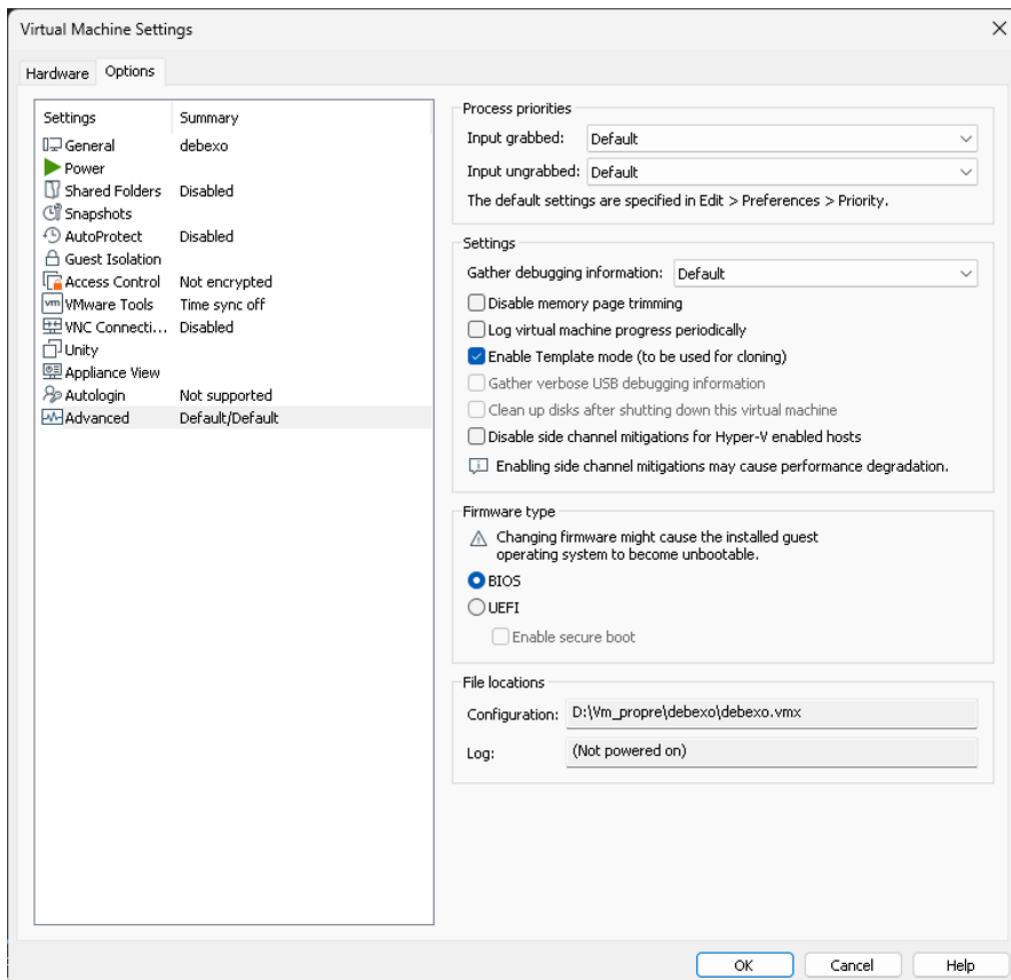 Virtual Machine Settings
Hardware Options
Settings Summary
General debexo
Power
Shared Folders Disabled
Snapshots
AutoProtect Disabled
Guest Isolation
Access Control Not encrypted
vm VMware Tools Time sync off
VNC Connecti... Disabled
Unity
Appliance View
Autologin Not supported
Advanced Default/Default
Process priorities
Input grabbed: Default
Input ungrabbed: Default
The default settings are specified in Edit > Preferences > Priority.
Settings
Gather debugging information: Default
Disable memory page trimming
Log virtual machine progress periodically
Enable Template mode (to be used for cloning)
Gather verbose USB debugging information
Clean up disks after shutting down this virtual machine
Disable side channel mitigations for Hyper-V enabled hosts
Enabling side channel mitigations may cause performance degradation.
Firmware type
Changing firmware might cause the installed guest
operating system to become unbootable.
BIOS
UEFI
Enable secure boot
File locations
Configuration: D:\Vm_propre\debexo\debexo.vmx
Log: (Not powered on)
OK Cancel Help